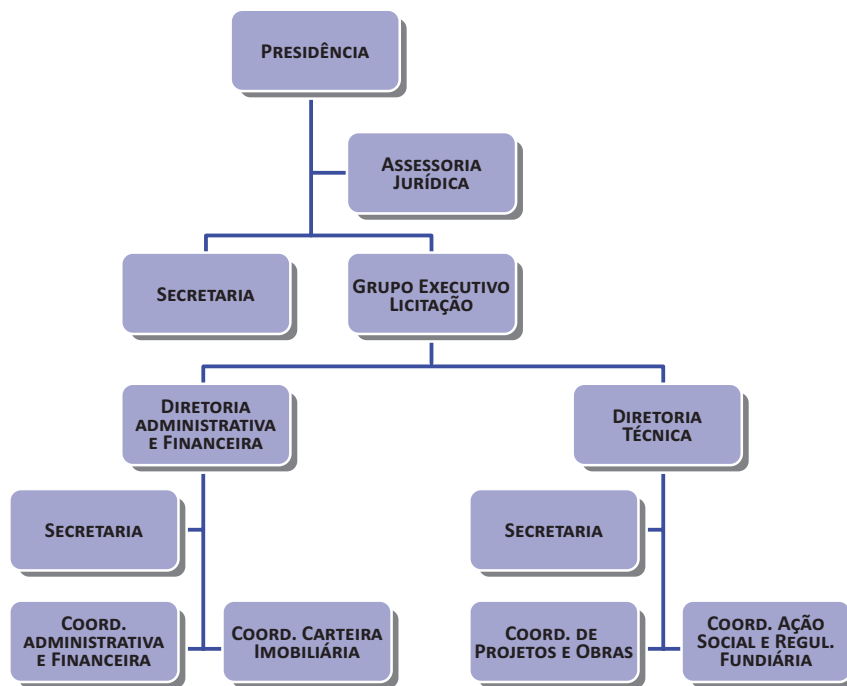 Presidência
Assessoria
Jurídica
Secretaria
Grupo Executivo
Licitação
Diretoria
administrativa
e Financeira
Diretoria
Técnica
Secretaria
Secretaria
Coord.
administrativa
e Financeira
Coord. Carteira
Imobiliária
Coord. de
Projetos e Obras
Coord. Ação
Social e Regul.
Fundiária